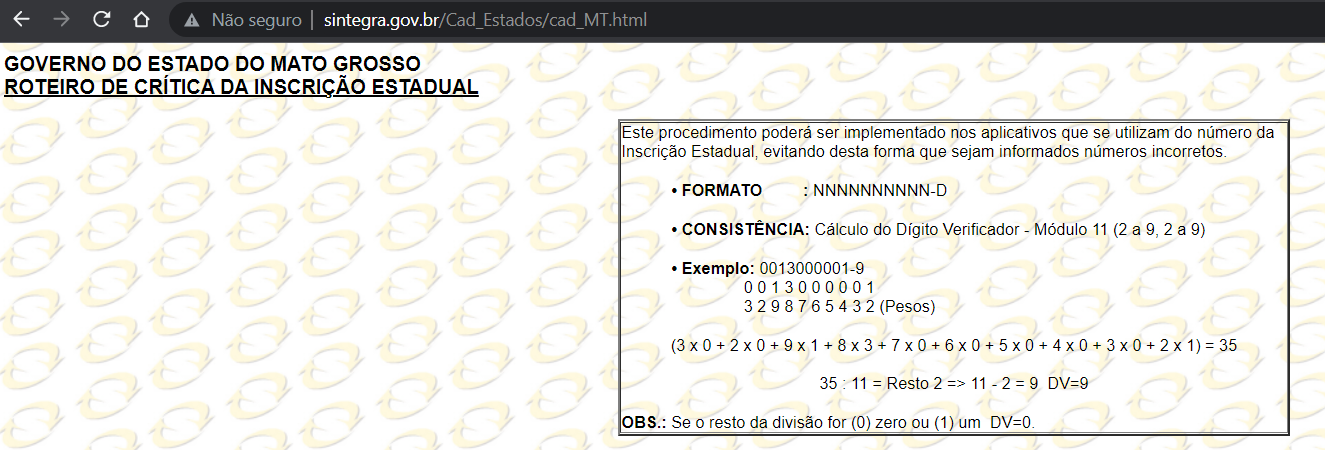 Não seguro | sintegra.gov.br/Cad_Estados/cad_MT.html
GOVERNO DO ESTADO DO MATO GROSSO
ROTEIRO DE CRÍTICA DA INSCRIÇÃO ESTADUAL
Este procedimento poderá ser implementado nos aplicativos que se utilizam do número da
Inscrição Estadual, evitando desta forma que sejam informados números incorretos.
• FORMATO : NNNNNNNNNN-D
• CONSISTÊNCIA: Cálculo do Dígito Verificador - Módulo 11 (2 a 9, 2 a 9)
• Exemplo: 0013000001-9
0 0 1 3 0 0 0 0 0 1
3 2 9 8 7 6 5 4 3 2 (Pesos)
(3 x 0 + 2 x 0 + 9 x 1 + 8 x 3 + 7 x 0 + 6 x 0 + 5 x 0 + 4 x 0 + 3 x 0 + 2 x 1) = 35
35 : 11 = Resto 2 => 11 - 2 = 9 DV=9
OBS.: Se o resto da divisão for (0) zero ou (1) um DV=0.